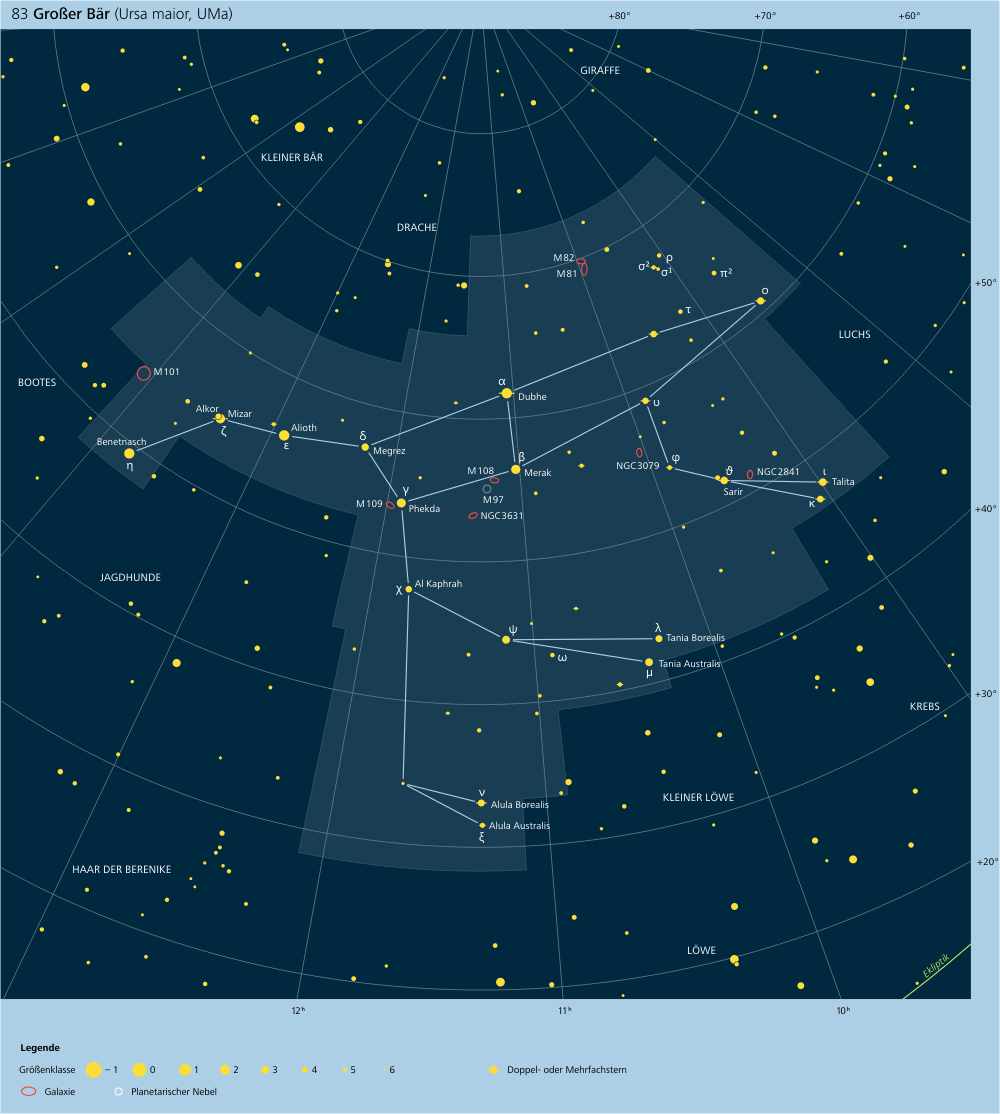 83 Großer Bär (Ursa maior, UMa)
+80°
+70°
+60°
GIRAFFE
KLEINER BÄR
DRACHE
M82
M81
ρ
σ²
σ¹
π²
+50°
ο
τ
LUCHS
M101
BOOTES
α
Dubhe
Alkor
Mizar
ζ
Alioth
ε
υ
Benetnasch
η
δ
Megrez
β
Merak
φ
NGC3079
M108
ϑ
NGC2841
ι
Talita
Sarir
γ
Phekda
M97
M109
NGC3631
κ
+40°
JAGDHUNDE
χ
Al Kaphrah
ψ
λ
Tania Borealis
ω
Tania Australis
μ
+30°
KREBS
ν
Alula Borealis
KLEINER LÖWE
Alula Australis
ξ
+20°
HAAR DER BERENIKE
LÖWE
Ekliptik
12ʰ
11ʰ
10ʰ
Legende
Größenklasse −1 0 1 2 3 4 5 6 Doppel- oder Mehrfachstern
Galaxie Planetarischer Nebel